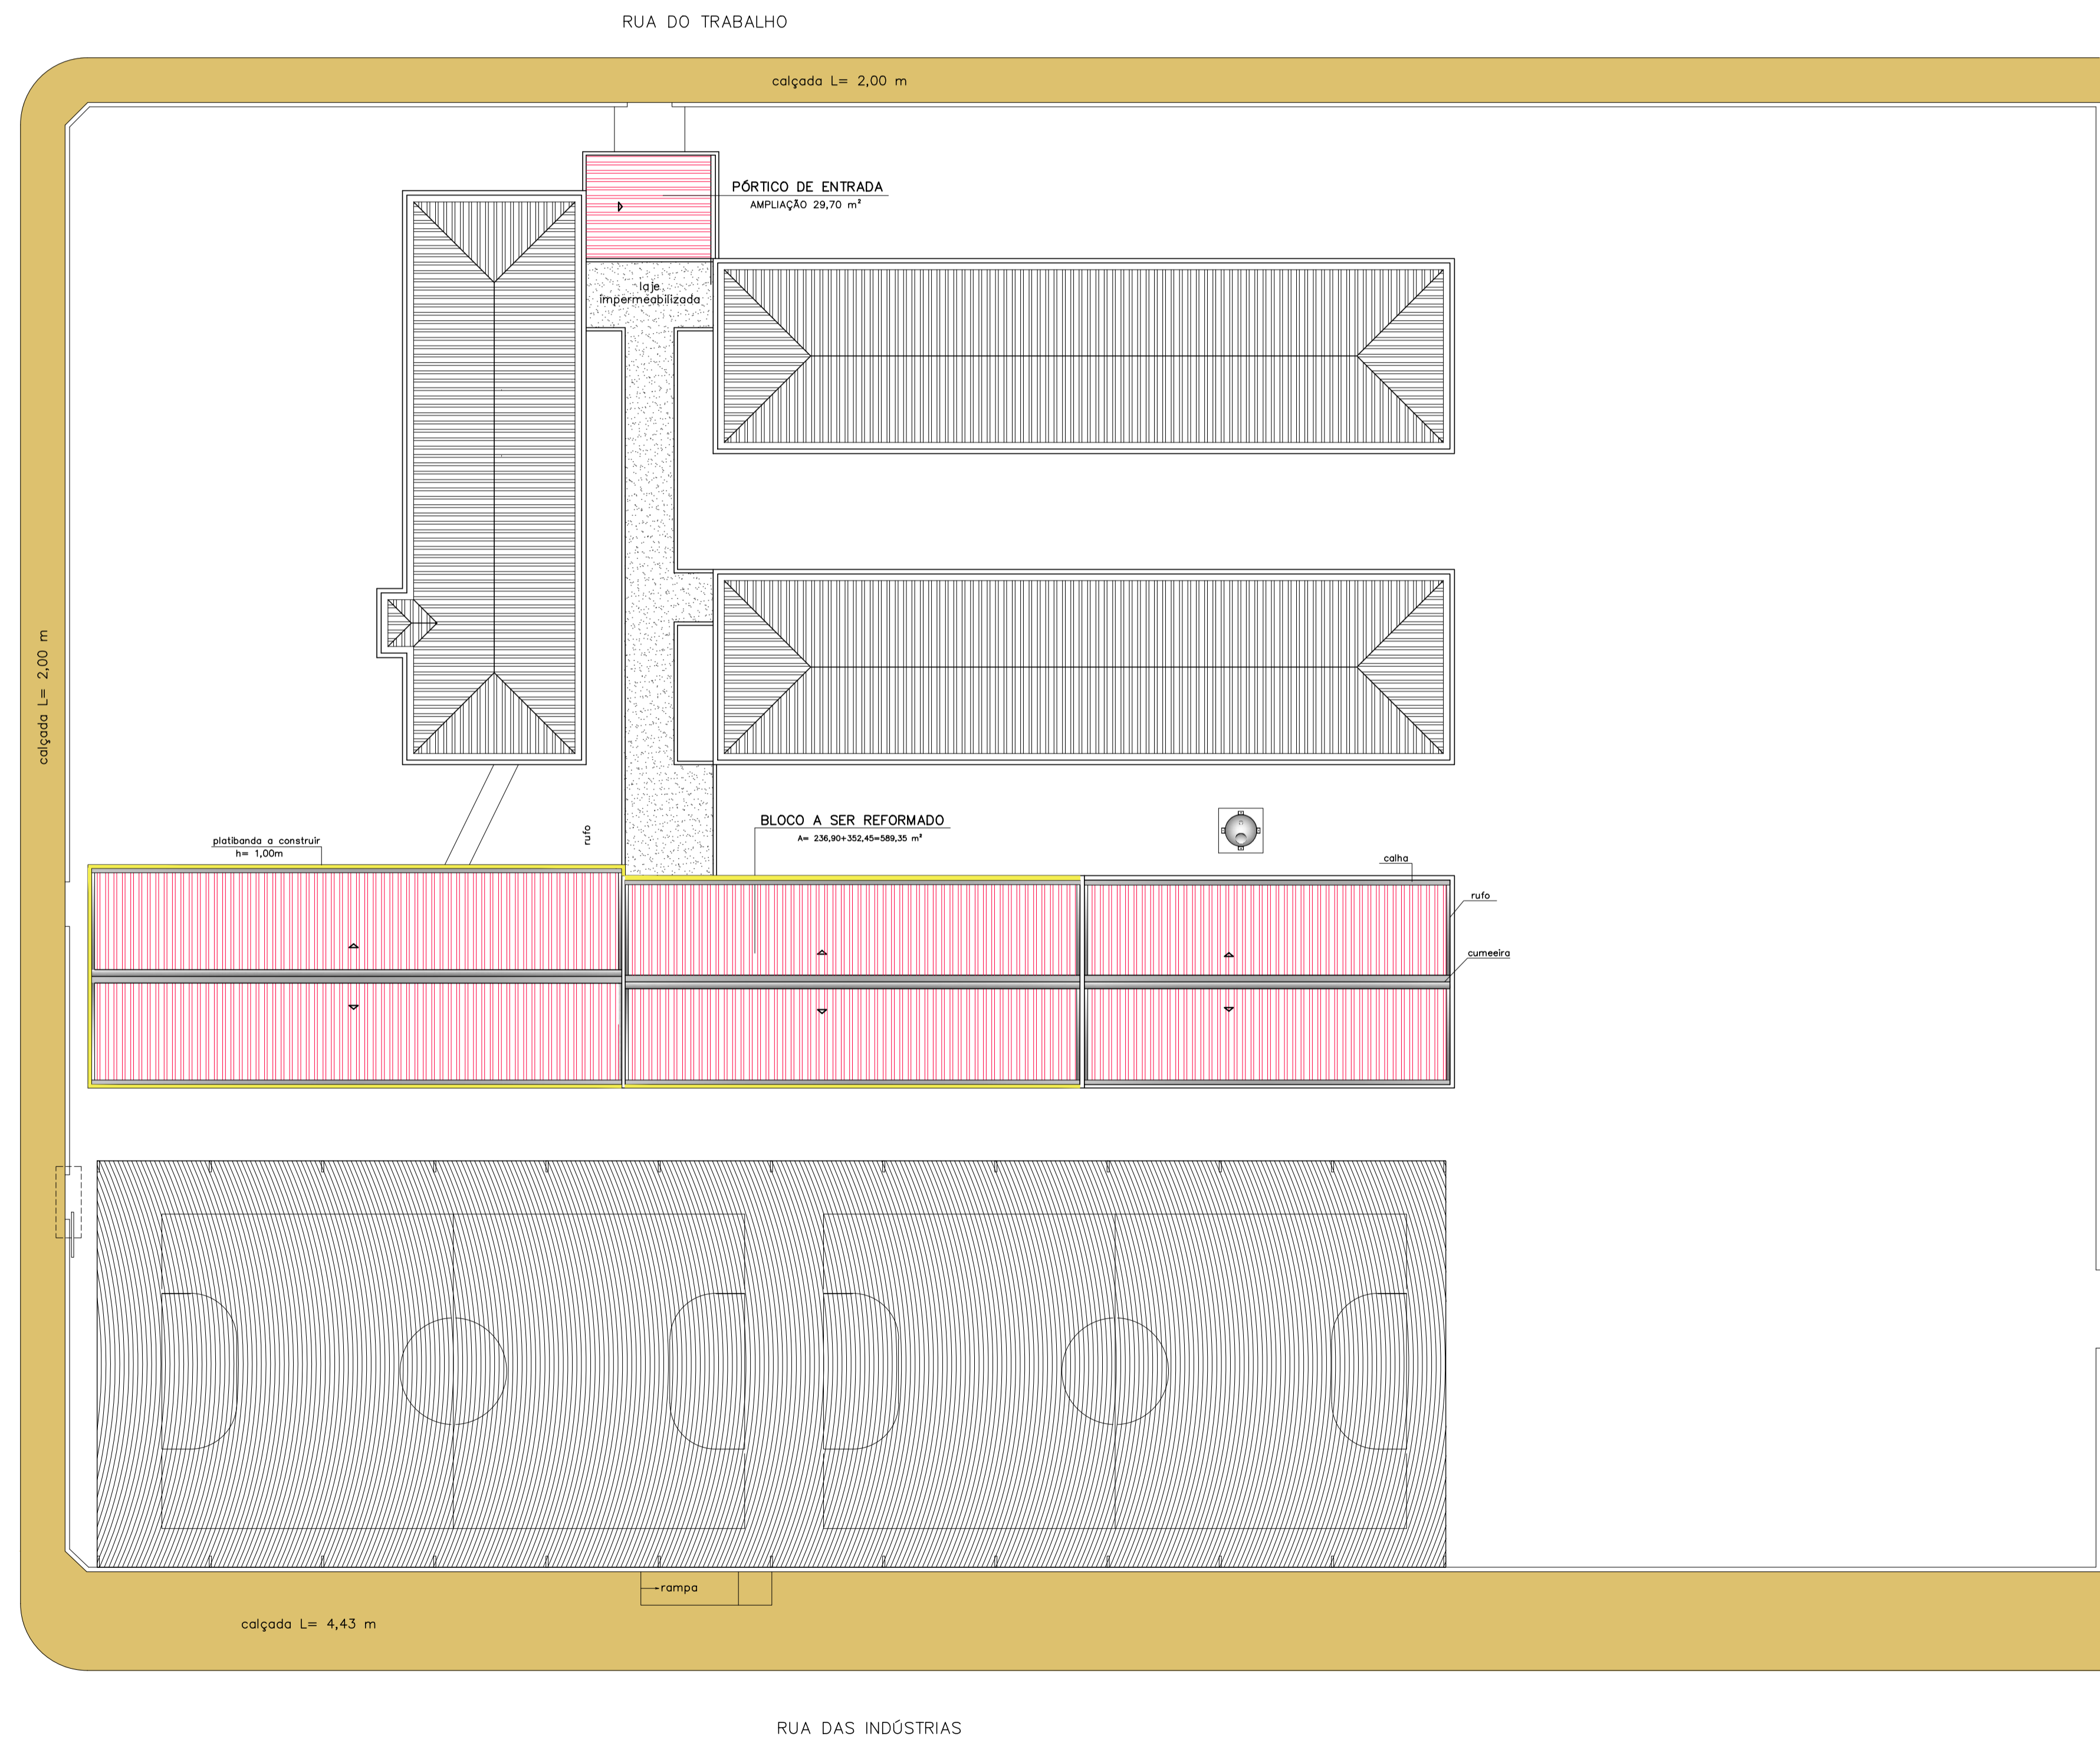 RUA DO TRABALHO
calçada L= 2,00 m
PÓRTICO DE ENTRADA
AMPLIAÇÃO 29,70 m²
laje
impermeabilizada
calçada L= 2,00 m
platibanda a construir
h= 1,00m
rufo
BLOCO A SER REFORMADO
A= 236,90+352,45=589,35 m²
calha
rufo
cumeeira
rampa
calçada L= 4,43 m
RUA DAS INDÚSTRIAS